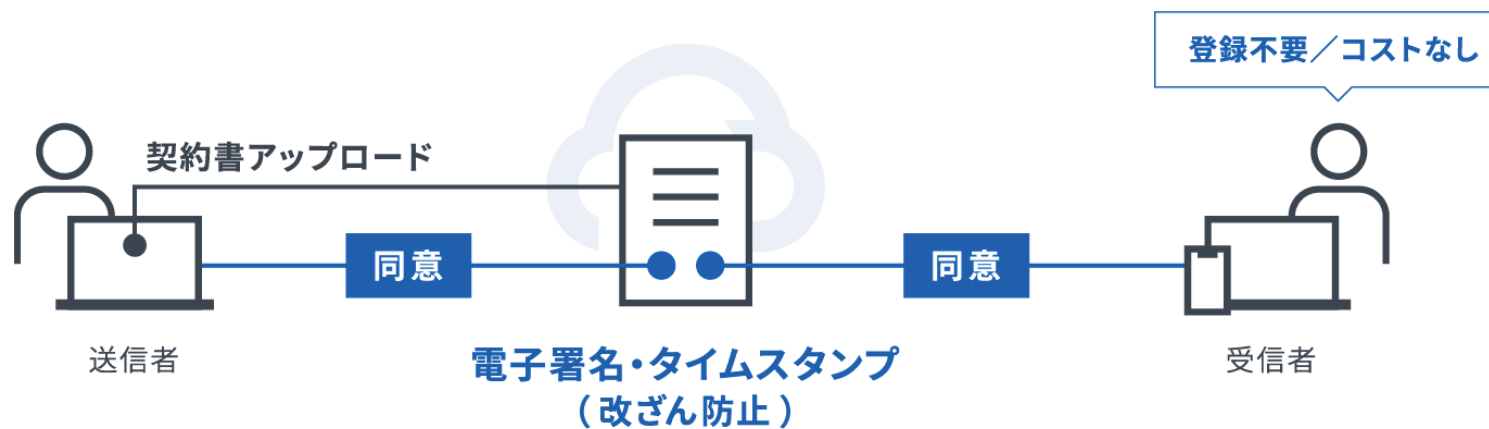 登録不要／コストなし
契約書アップロード
同意
同意
送信者
電子署名・タイムスタンプ
（改ざん防止）
受信者